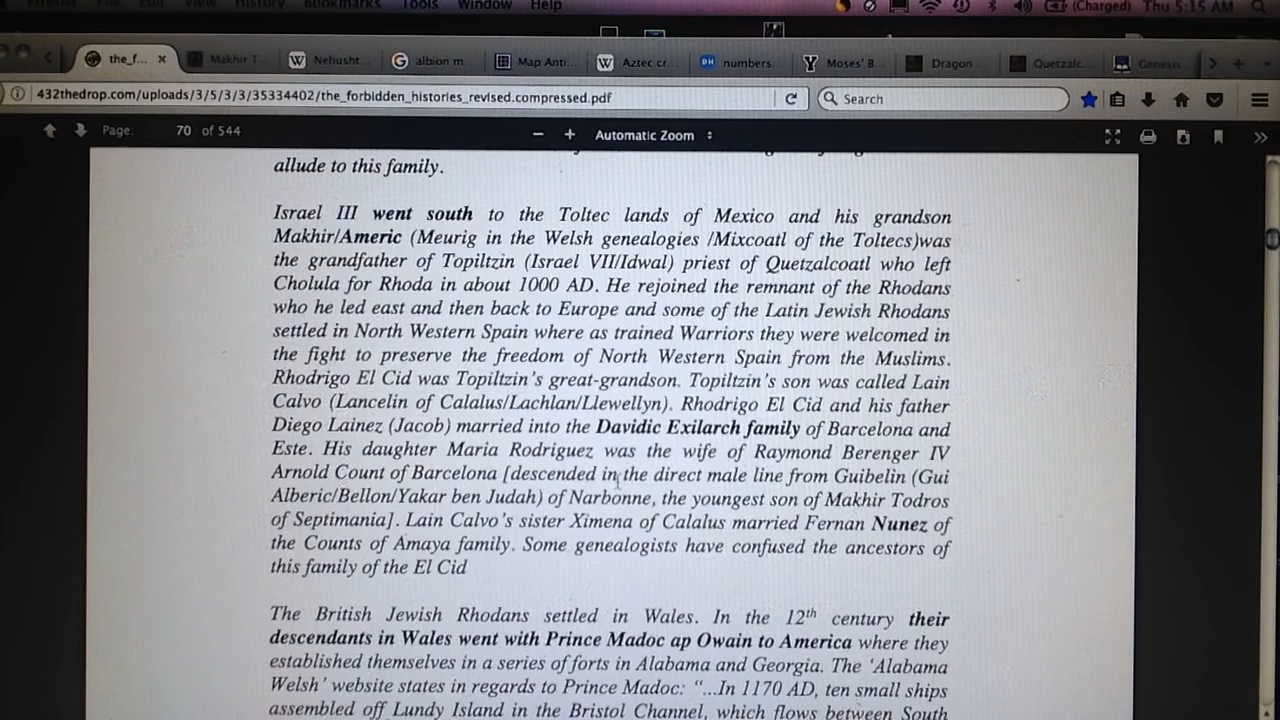 Tools Window Help (Charged) Thu 5:15 AM
the_f... × Makhir T Nehusht... albion m... Map Anti... Aztec cr... DH numbers... Moses' B... Dragon Quetzalc... Genesis
432thedrop.com/uploads/3/5/3/3/35334402/the_forbidden_histories_revised.compressed.pdf Search
Page: 70 of 544 Automatic Zoom
allude to this family.
Israel III went south to the Toltec lands of Mexico and his grandson
Makhir/Americ (Meurig in the Welsh genealogies /Mixcoatl of the Toltecs)was
the grandfather of Topiltzin (Israel VII/Idwal) priest of Quetzalcoatl who left
Cholula for Rhoda in about 1000 AD. He rejoined the remnant of the Rhodans
who he led east and then back to Europe and some of the Latin Jewish Rhodans
settled in North Western Spain where as trained Warriors they were welcomed in
the fight to preserve the freedom of North Western Spain from the Muslims.
Rhodrigo El Cid was Topiltzin's great-grandson. Topiltzin's son was called Lain
Calvo (Lancelin of Calalus/Lachlan/Llewellyn). Rhodrigo El Cid and his father
Diego Lainez (Jacob) married into the Davidic Exilarch family of Barcelona and
Este. His daughter Maria Rodriguez was the wife of Raymond Berenger IV
Arnold Count of Barcelona [descended in the direct male line from Guibelin (Gui
Alberic/Bellon/Yakar ben Judah) of Narbonne, the youngest son of Makhir Todros
of Septimania]. Lain Calvo's sister Ximena of Calalus married Fernan Nunez of
the Counts of Amaya family. Some genealogists have confused the ancestors of
this family of the El Cid
The British Jewish Rhodans settled in Wales. In the 12th century their
descendants in Wales went with Prince Madoc ap Owain to America where they
established themselves in a series of forts in Alabama and Georgia. The 'Alabama
Welsh' website states in regards to Prince Madoc: "...In 1170 AD, ten small ships
assembled off Lundy Island in the Bristol Channel, which flows between South